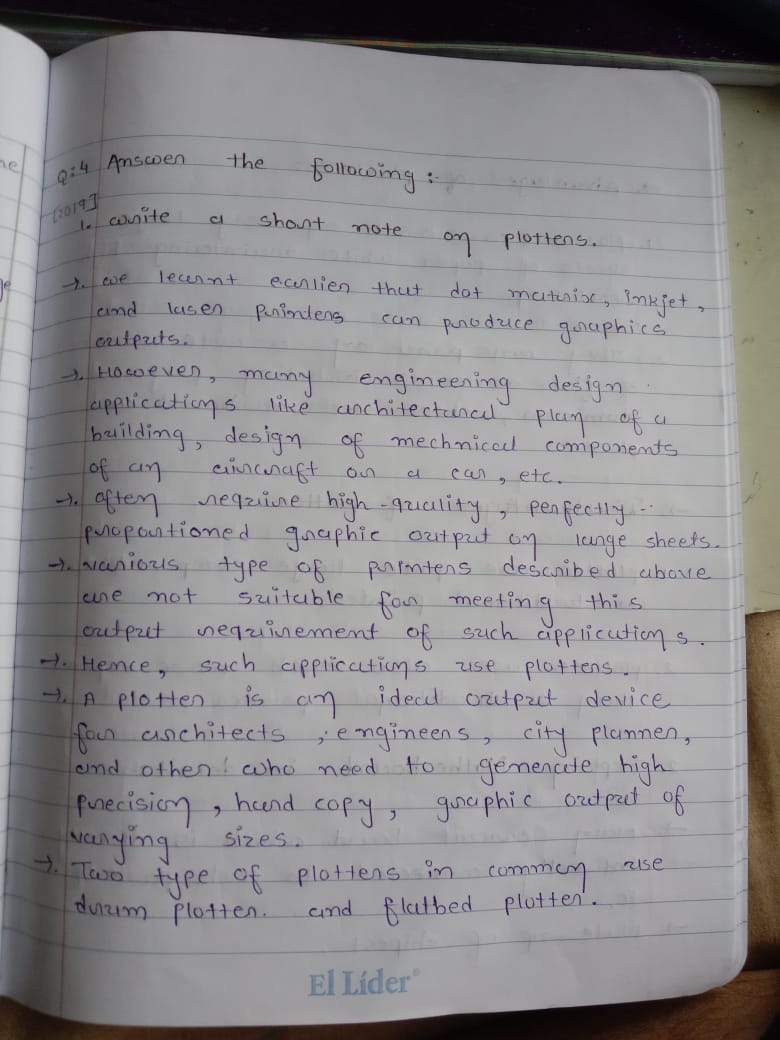 Q:4 Answer the following :-
[2019]
1. write a short note on plotters.
→. we learnt earlier that dot matrix, inkjet,
and laser prinders can produce graphics
outputs.
→. However, many engineering design
applications like architectural plan of a
building, design of mechnical components
of an aircraft or a car, etc.
→. often require high-quality, perfectly
propotioned graphic output on large sheets.
→. various type of printers described above
are not suitable for meeting this
output requirement of such applications.
→. Hence, such applications use plotters.
→. A plotter is an ideal output device
for architects, engineers, city planner,
and other who need to generate high
precision, hard copy, graphic output of
varying sizes.
→. Two type of plotters in common use
durum plotter. and flatbed plotter.
El Líder